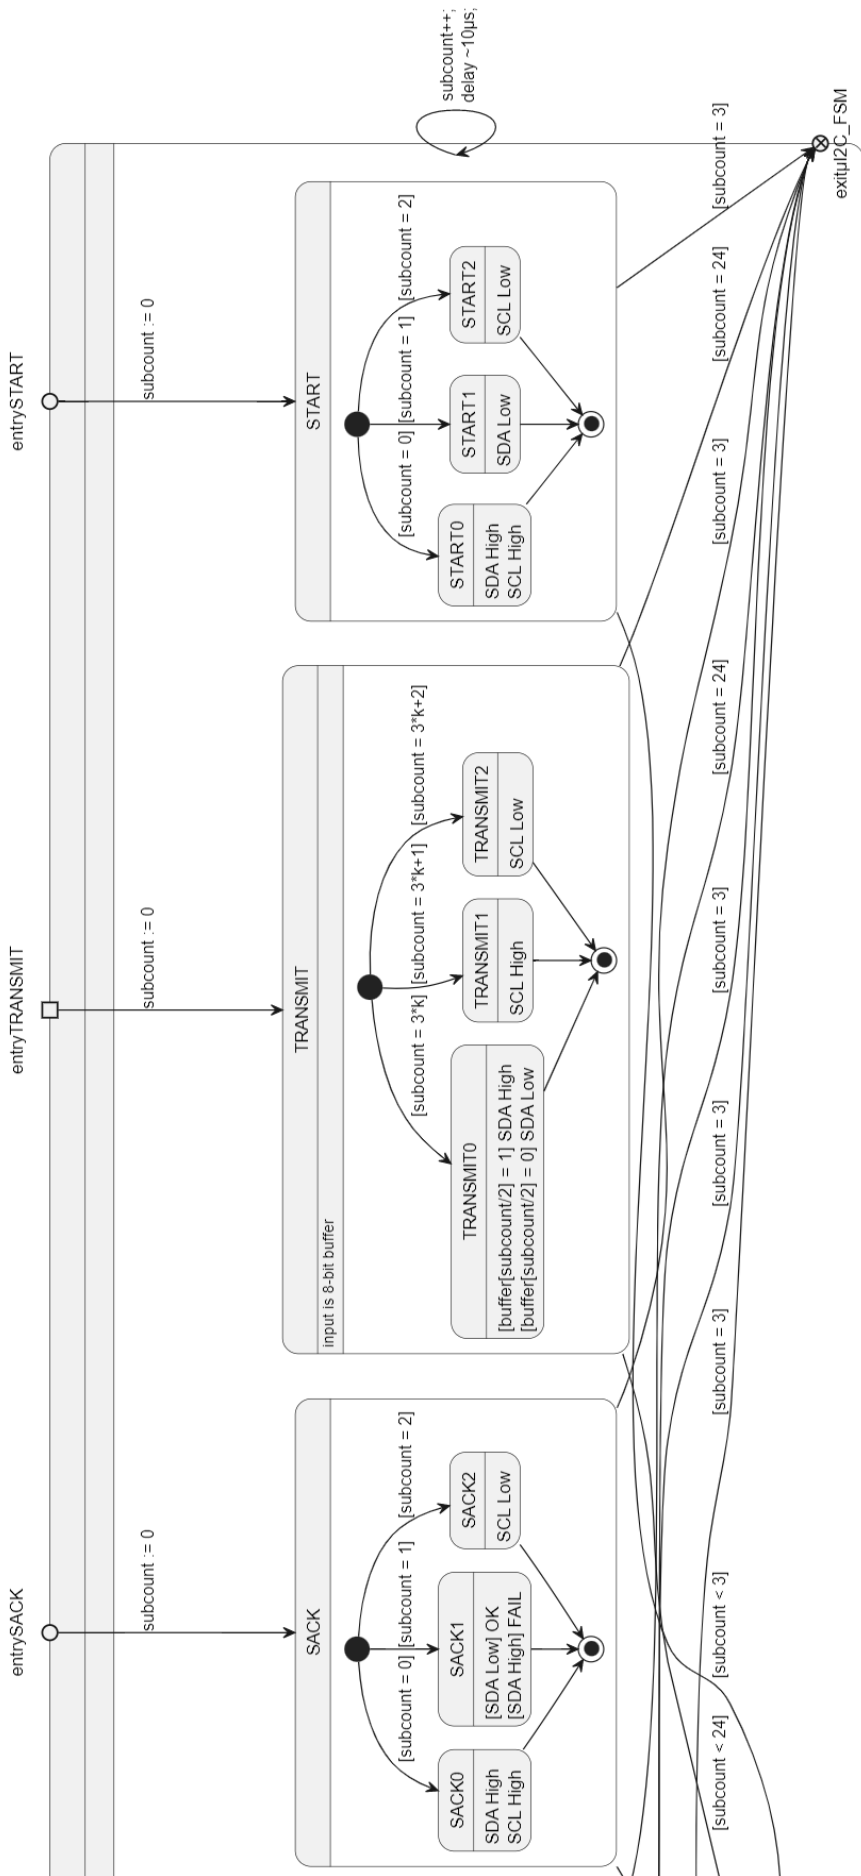 subcount++;
delay ~10μs;
entrySTART
subcount := 0
START
[subcount = 0]
[subcount = 1]
[subcount = 2]
START0
SDA High
SCL High
START1
SDA Low
START2
SCL Low
entryTRANSMIT
subcount := 0
TRANSMIT
input is 8-bit buffer
[subcount = 3*k]
[subcount = 3*k+1]
[subcount = 3*k+2]
TRANSMIT0
[buffer[subcount/2] = 1] SDA High
[buffer[subcount/2] = 0] SDA Low
TRANSMIT1
SCL High
TRANSMIT2
SCL Low
entrySACK
subcount := 0
SACK
[subcount = 0]
[subcount = 1]
[subcount = 2]
SACK0
SDA High
SCL High
SACK1
[SDA Low] OK
[SDA High] FAIL
SACK2
SCL Low
[subcount < 24]
[subcount < 3]
[subcount = 3]
[subcount = 3]
[subcount = 3]
[subcount = 24]
[subcount = 3]
[subcount = 24]
[subcount = 3]
exitμI2C_FSM